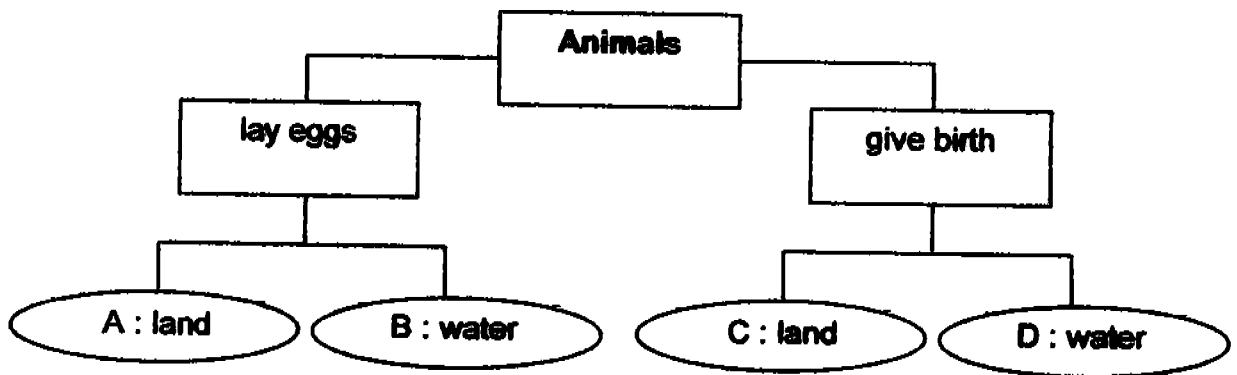 Animals
lay eggs
give birth
A : land
B : water
C : land
D : water